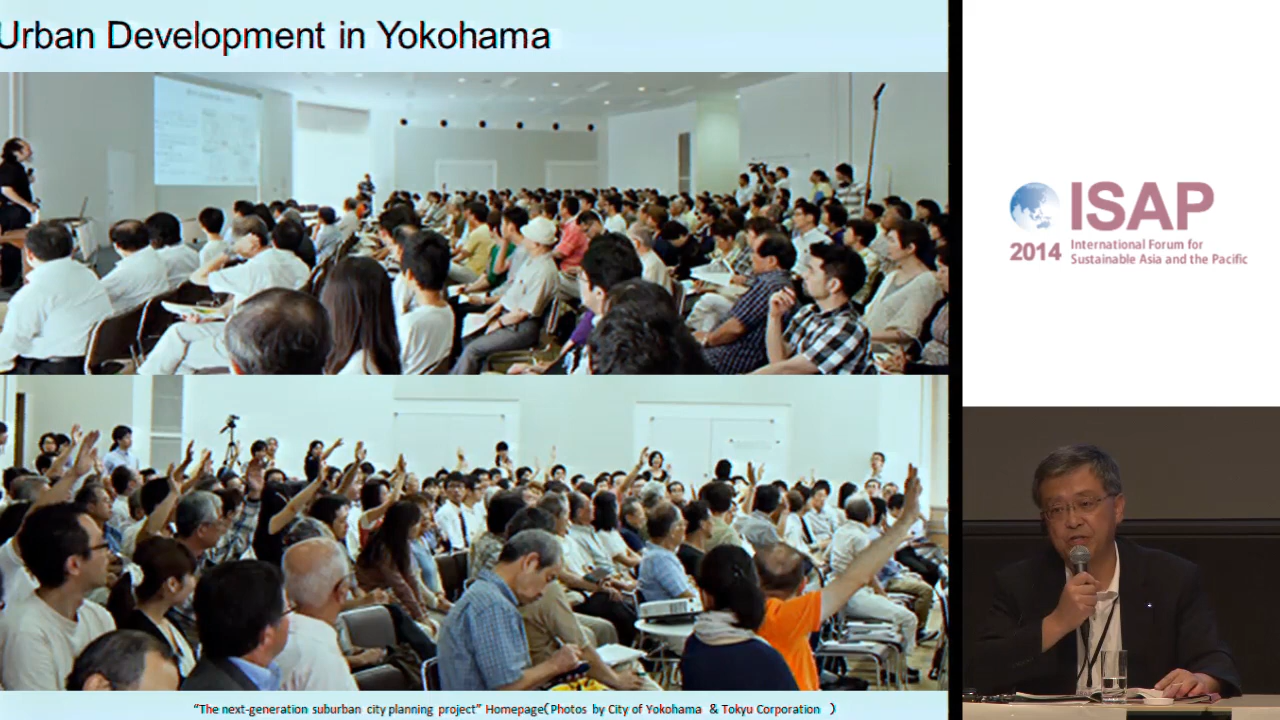 Urban Development in Yokohama
ISAP
2014
International Forum for
Sustainable Asia and the Pacific
“The next-generation suburban city planning project” Homepage(Photos by City of Yokohama & Tokyu Corporation )